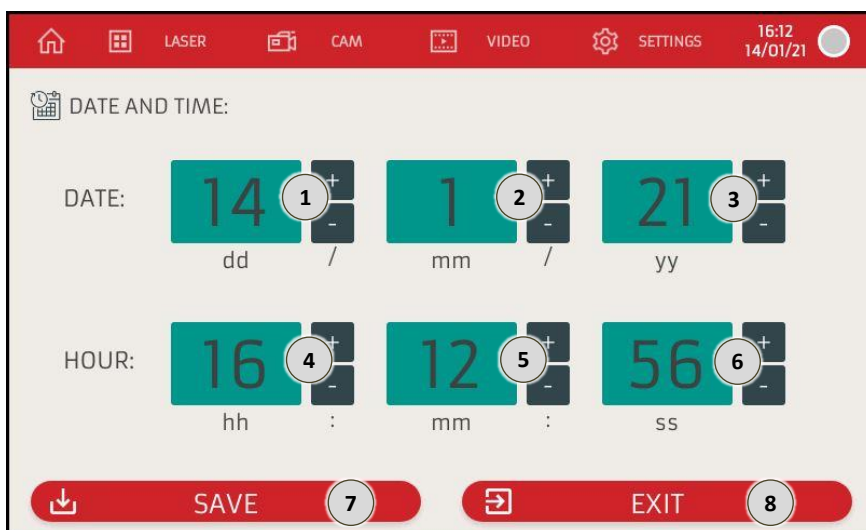 LASER CAM VIDEO SETTINGS 16:12
14/01/21
DATE AND TIME:
DATE: 14 1 + 1 2 + 21 3 +
- - -
dd / mm / yy
HOUR: 16 4 + 12 5 + 56 6 +
- - -
hh : mm : ss
SAVE 7 EXIT 8